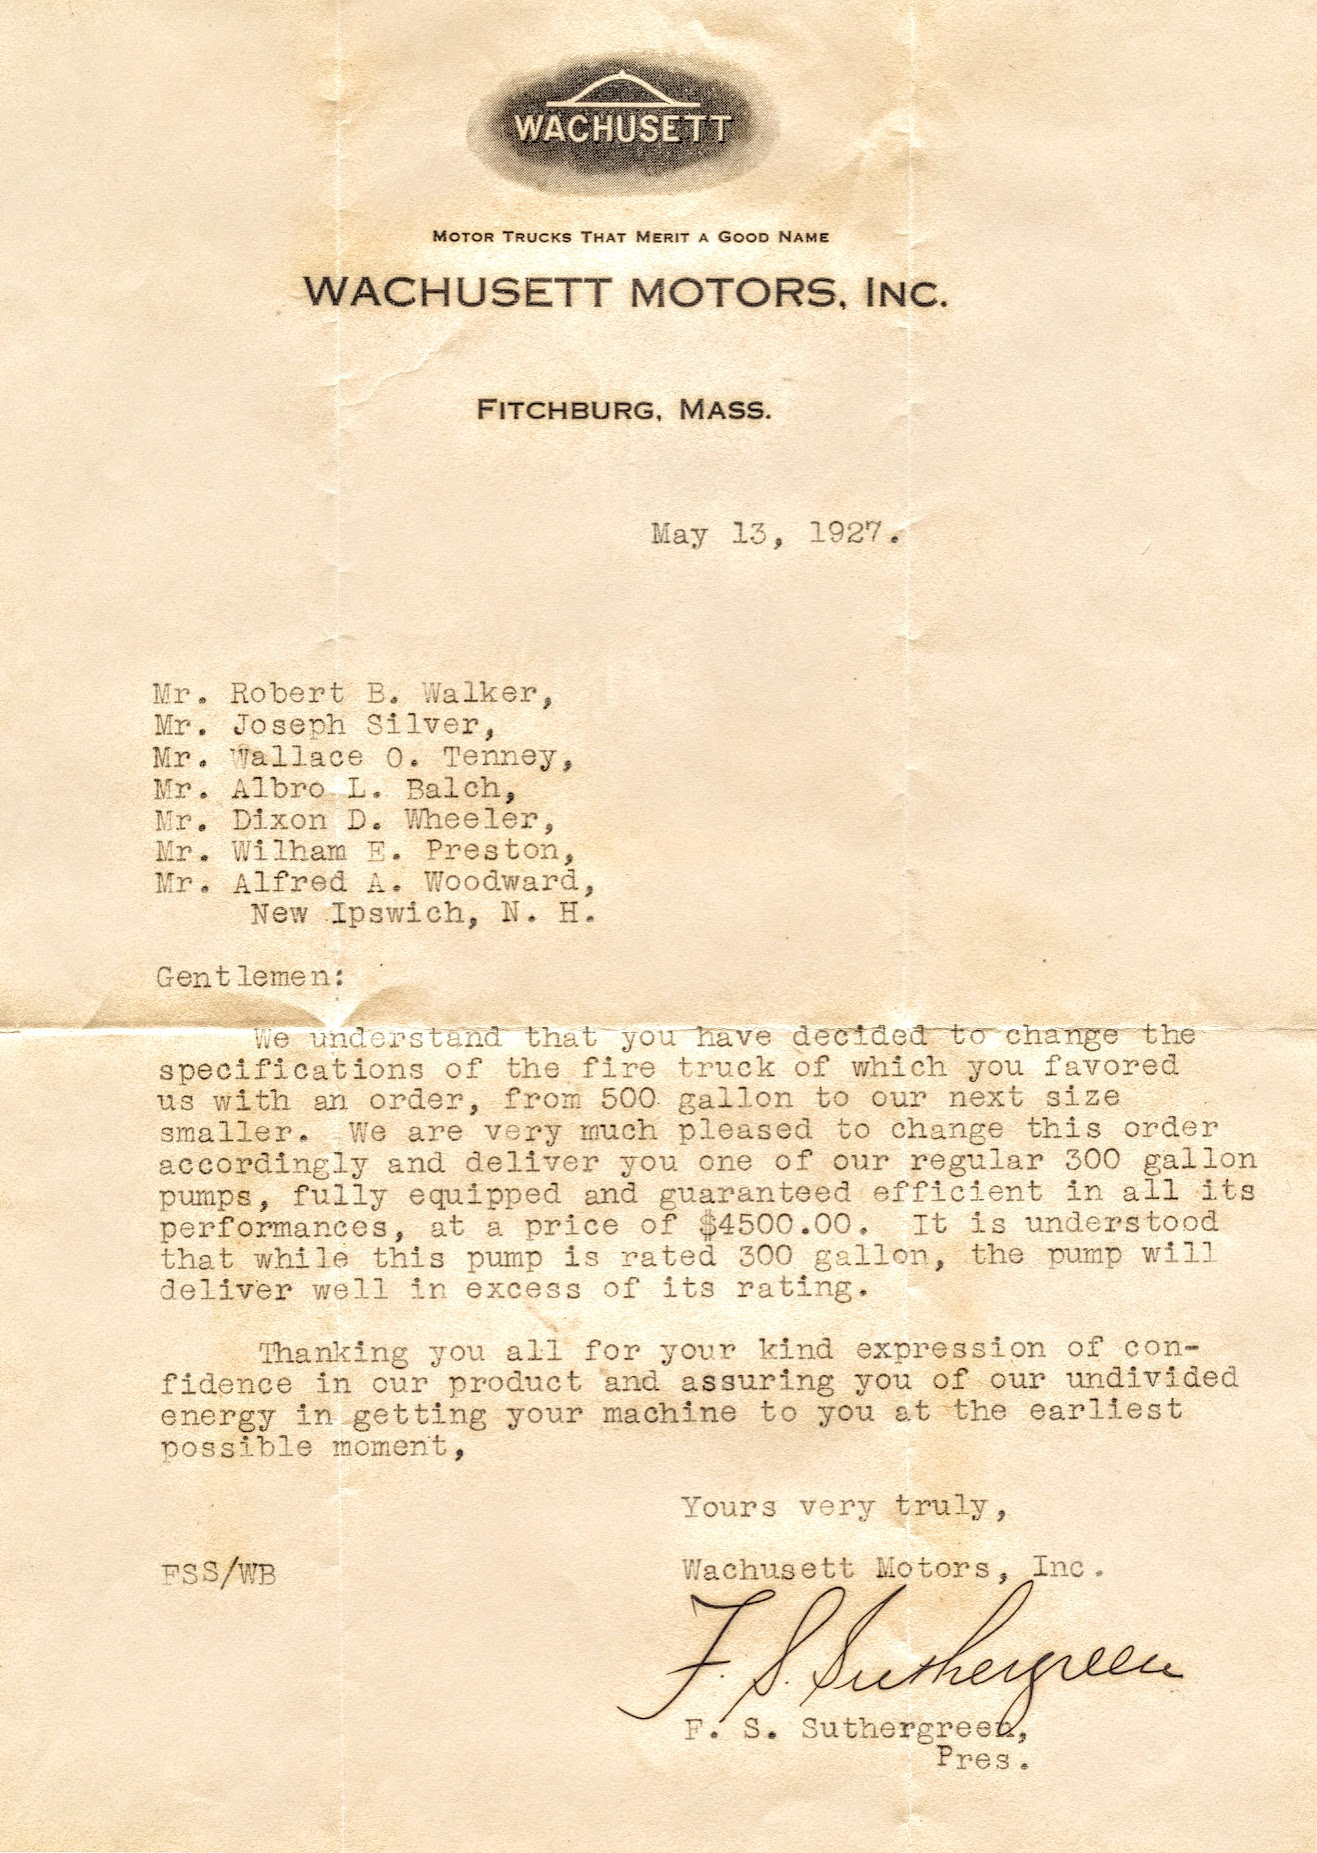 WACHUSETT
MOTOR TRUCKS THAT MERIT A GOOD NAME
WACHUSETT MOTORS, INC.
FITCHBURG, MASS.
May 13, 1927.
Mr. Robert B. Walker,
Mr. Joseph Silver,
Mr. Wallace O. Tenney,
Mr. Albro L. Balch,
Mr. Dixon D. Wheeler,
Mr. Wilham E. Preston,
Mr. Alfred A. Woodward,
New Ipswich, N. H.
Gentlemen:
We understand that you have decided to change the
specifications of the fire truck of which you favored
us with an order, from 500 gallon to our next size
smaller. We are very much pleased to change this order
accordingly and deliver you one of our regular 300 gallon
pumps, fully equipped and guaranteed efficient in all its
performances, at a price of $4500.00. It is understood
that while this pump is rated 300 gallon, the pump will
deliver well in excess of its rating.
Thanking you all for your kind expression of con-
fidence in our product and assuring you of our undivided
energy in getting your machine to you at the earliest
possible moment,
Yours very truly,
FSS/WB Wachusett Motors, Inc.
F. S. Suthergreen
F. S. Suthergreen,
Pres.